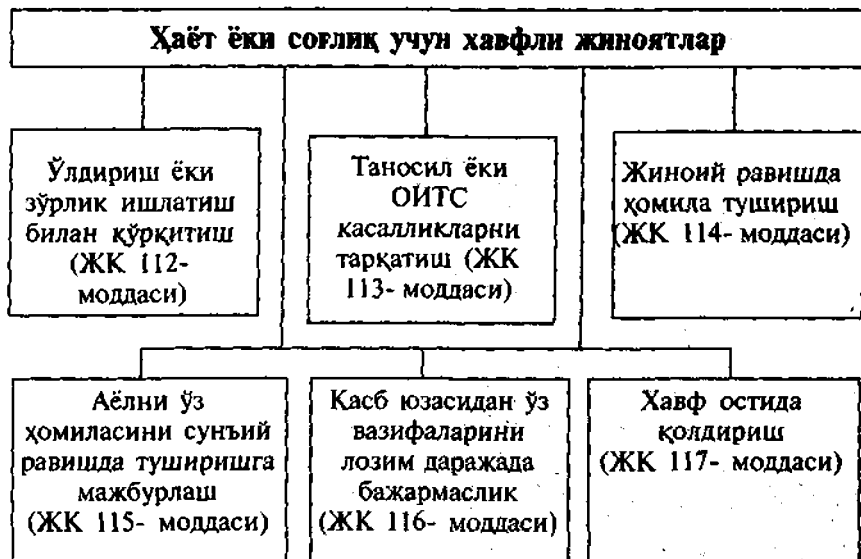 Ҳаёт ёки соғлиқ учун хавфли жиноятлар
Ўлдириш ёки
зўрлик ишлатиш
билан қўрқитиш
(ЖК 112-
моддаси)
Таносил ёки
ОИТС
касалликларни
тарқатиш (ЖК
113- моддаси)
Жиноий равишда
ҳомила тушириш
(ЖК 114- моддаси)
Аёлни ўз
ҳомиласини сунъий
равишда туширишга
мажбурлаш
(ЖК 115- моддаси)
Касб юзасидан ўз
вазифаларини
лозим даражада
бажармаслик
(ЖК 116- моддаси)
Хавф остида
қолдириш
(ЖК 117- моддаси)